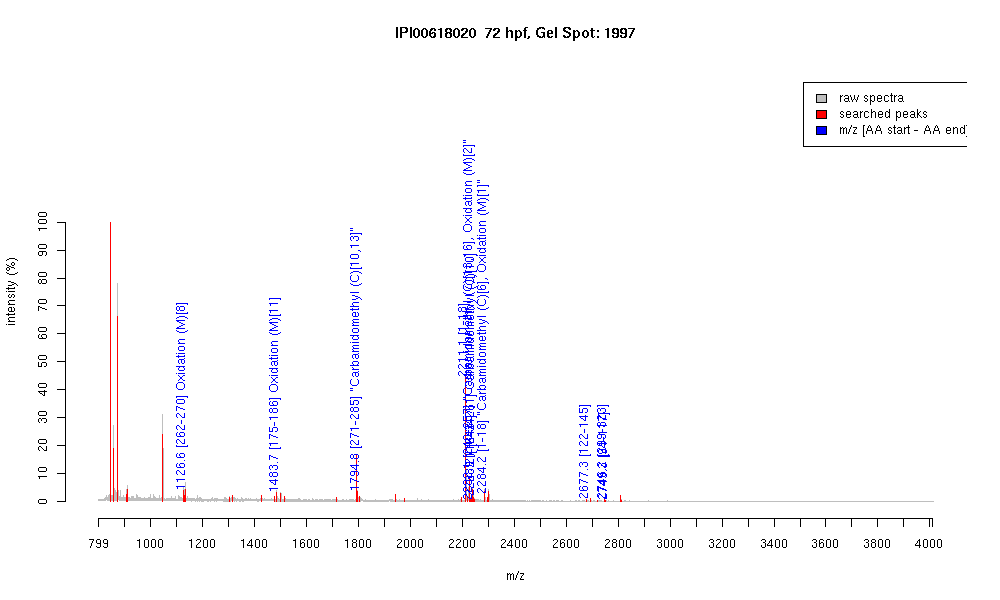 IPI00618020 72 hpf, Gel Spot: 1997
raw spectra
searched peaks
m/z [AA start - AA end]
intensity (%)
100
90
80
70
60
50
40
30
20
10
0
1126.6 [262-270] Oxidation (M)[8]
1483.7 [175-186] Oxidation (M)[11]
1794.8 [271-285] "Carbamidomethyl (C)[10,13]"
2211.1 [1-18]
Oxidation (M)[2]"
2284.2 [1-18] "Carbamidomethyl (C)[6], Oxidation (M)[1]"
2677.3 [122-145]
799 1000 1200 1400 1600 1800 2000 2200 2400 2600 2800 3000 3200 3400 3600 3800 4000
m/z